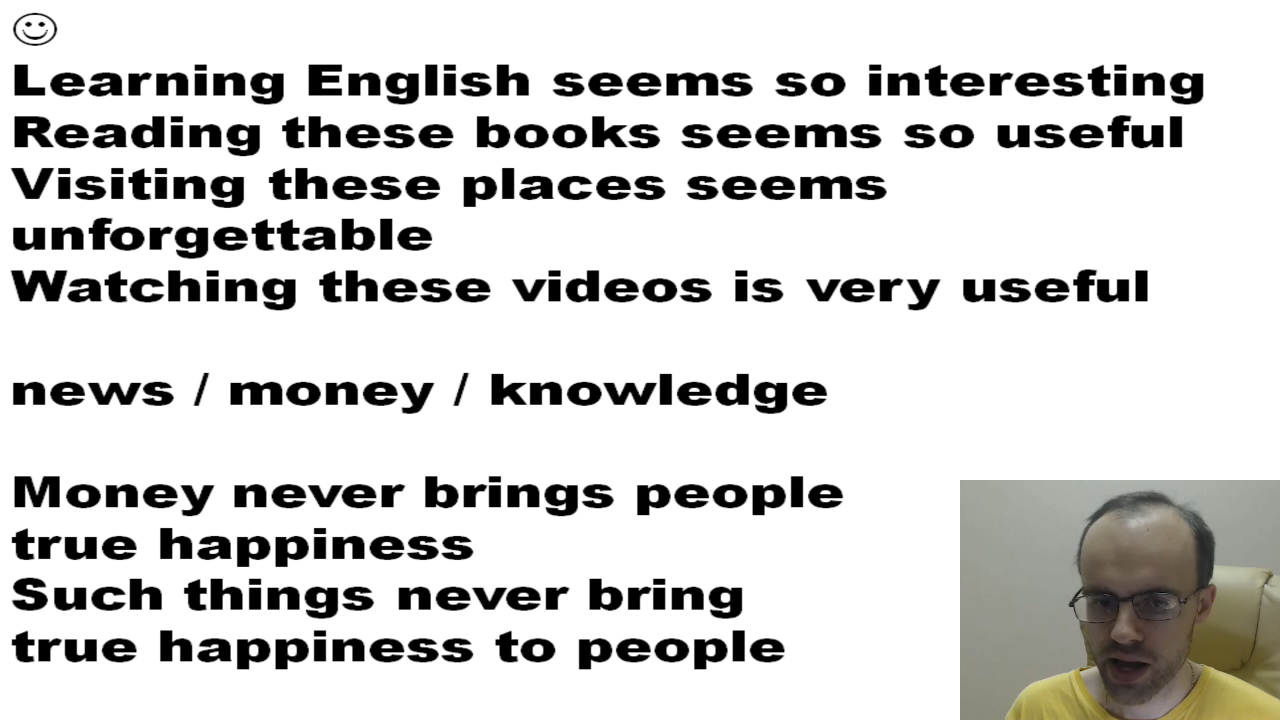 Learning English seems so interesting
Reading these books seems so useful
Visiting these places seems
unforgettable
Watching these videos is very useful
news / money / knowledge
Money never brings people
true happiness
Such things never bring
true happiness to people